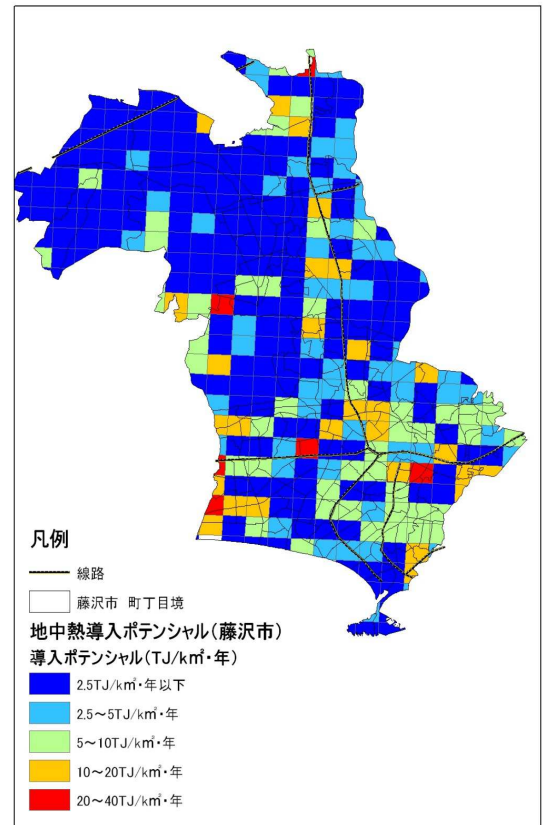 凡例
線路
藤沢市 町丁目境
地中熱導入ポテンシャル(藤沢市)
導入ポテンシャル(TJ/k㎡・年)
2.5TJ/k㎡・年以下
2.5～5TJ/k㎡・年
5～10TJ/k㎡・年
10～20TJ/k㎡・年
20～40TJ/k㎡・年